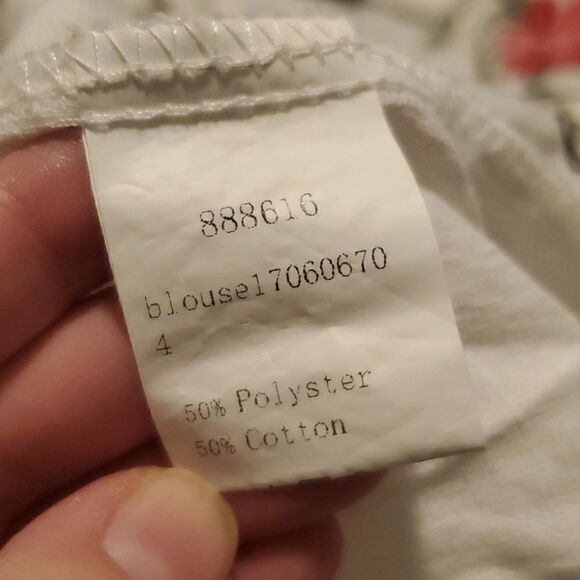 888616
blouse17060670
4
50% Polyster
50% Cotton